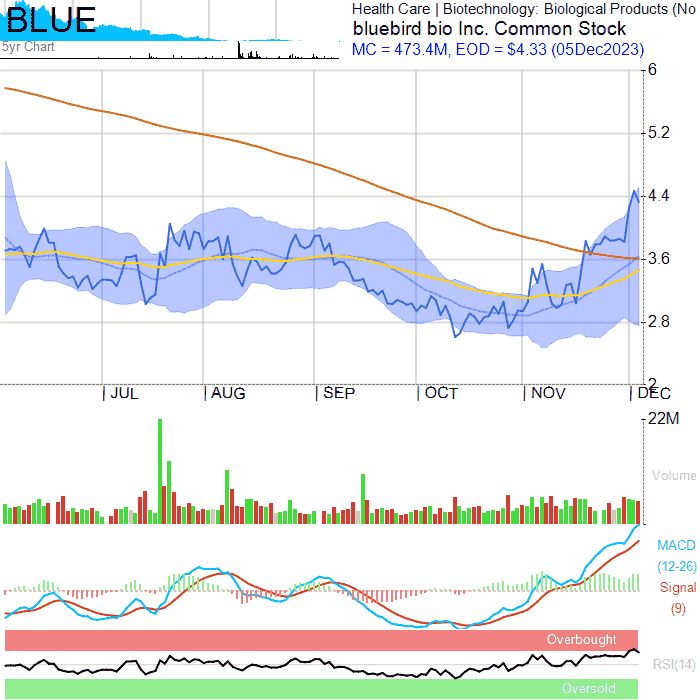 BLUE
5yr Chart
Health Care | Biotechnology: Biological Products (No
bluebird bio Inc. Common Stock
MC = 473.4M, EOD = $4.33 (05Dec2023)
6
5.2
4.4
3.6
2.8
2
JUL AUG SEP OCT NOV DEC
22M
Volume
MACD
(12-26)
Signal
(9)
Overbought
RSI(14)
Oversold